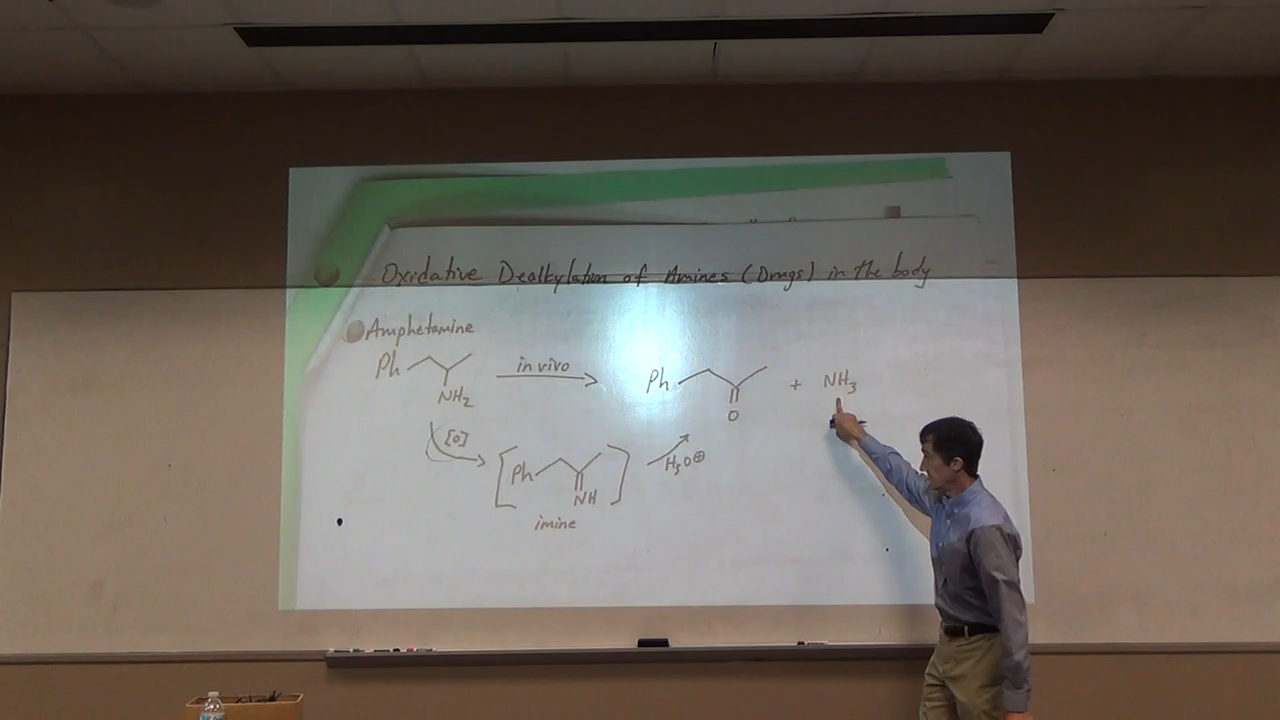 Oxidative Dealkylation of Amines (Drugs) in the body
Amphetamine
Ph
NH₂
in vivo
Ph
O
+ NH₃
[O]
Ph
NH
imine
H₃O⊕